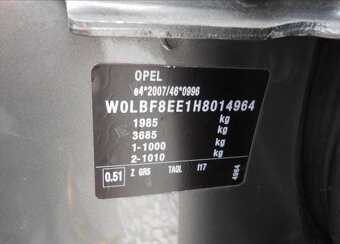 OPEL
e4*2007/46*0996
W0LBF8EE1H8014964
1985 kg
3685 kg
1-1000 kg
2-1010 kg
0.51 Z GR5 TAQL I17 4964